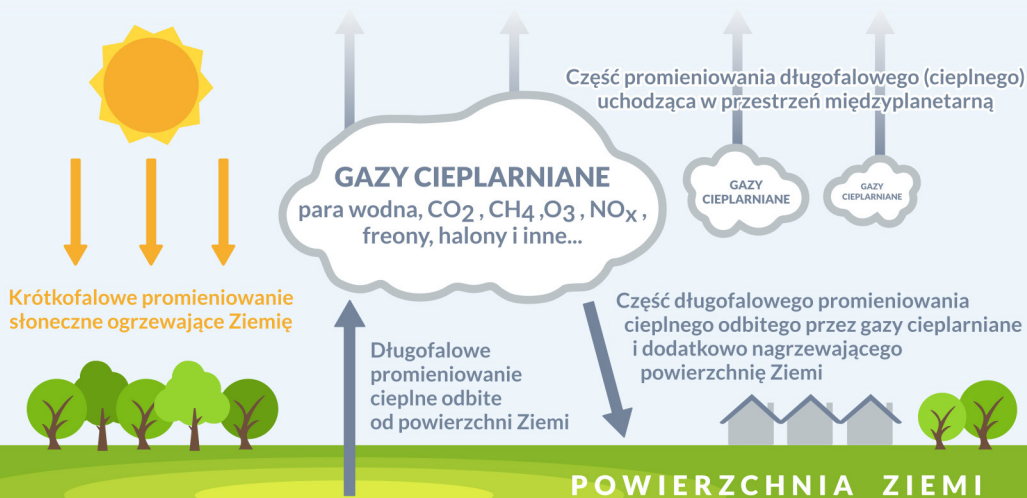 Część promieniowania długofalowego (cieplnego)
uchodząca w przestrzeń międzyplanetarną
GAZY CIEPLARNIANE
para wodna, CO2 , CH4 ,O3 , NOx ,
freony, halony i inne...
GAZY
CIEPLARNIANE
GAZY
CIEPLARNIANE
Krótkofalowe promieniowanie
słoneczne ogrzewające Ziemię
Długofalowe
promieniowanie
cieplne odbite
od powierzchni Ziemi
Część długofalowego promieniowania
cieplnego odbitego przez gazy cieplarniane
i dodatkowo nagrzewającego
powierzchnię Ziemi
POWIERZCHNIA ZIEMI